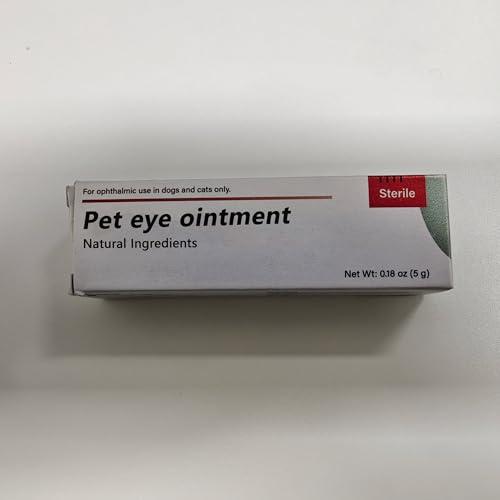 For ophthalmic use in dogs and cats only.
Sterile
Pet eye ointment
Natural Ingredients
Net Wt: 0.18 oz (5 g)